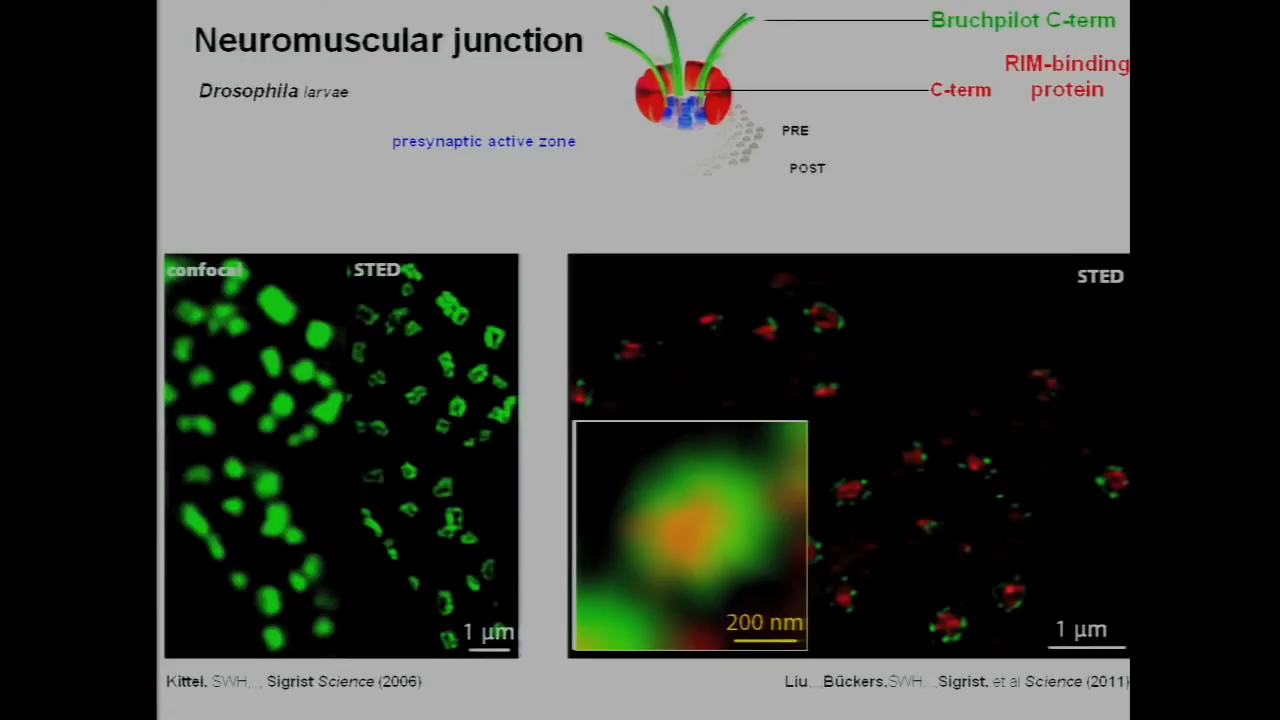 Neuromuscular junction
Drosophila larvae
presynaptic active zone
Bruchpilot C-term
RIM-binding
C-term protein
PRE
POST
confocal STED
STED
1 µm
200 nm
1 µm
Kittel, SWH,..., Sigrist Science (2006)
Liu...,Bückers,SWH,...Sigrist, et al Science (2011)